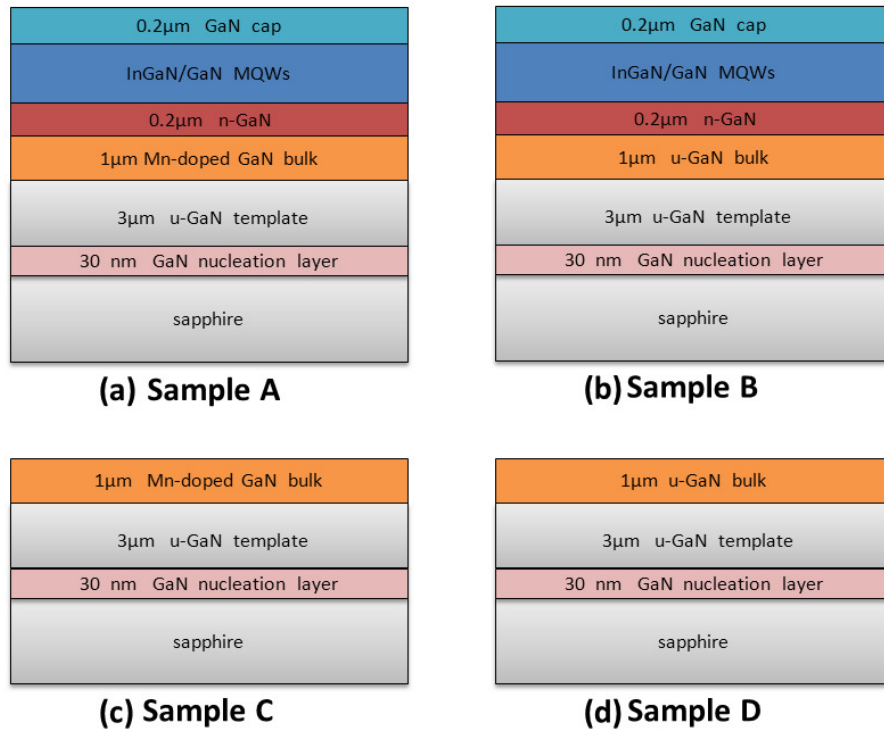 0.2μm GaN cap
InGaN/GaN MQWs
0.2μm n-GaN
1μm Mn-doped GaN bulk
3μm u-GaN template
30 nm GaN nucleation layer
sapphire
(a) Sample A
0.2μm GaN cap
InGaN/GaN MQWs
0.2μm n-GaN
1μm u-GaN bulk
3μm u-GaN template
30 nm GaN nucleation layer
sapphire
(b) Sample B
1μm Mn-doped GaN bulk
3μm u-GaN template
30 nm GaN nucleation layer
sapphire
(c) Sample C
1μm u-GaN bulk
3μm u-GaN template
30 nm GaN nucleation layer
sapphire
(d) Sample D